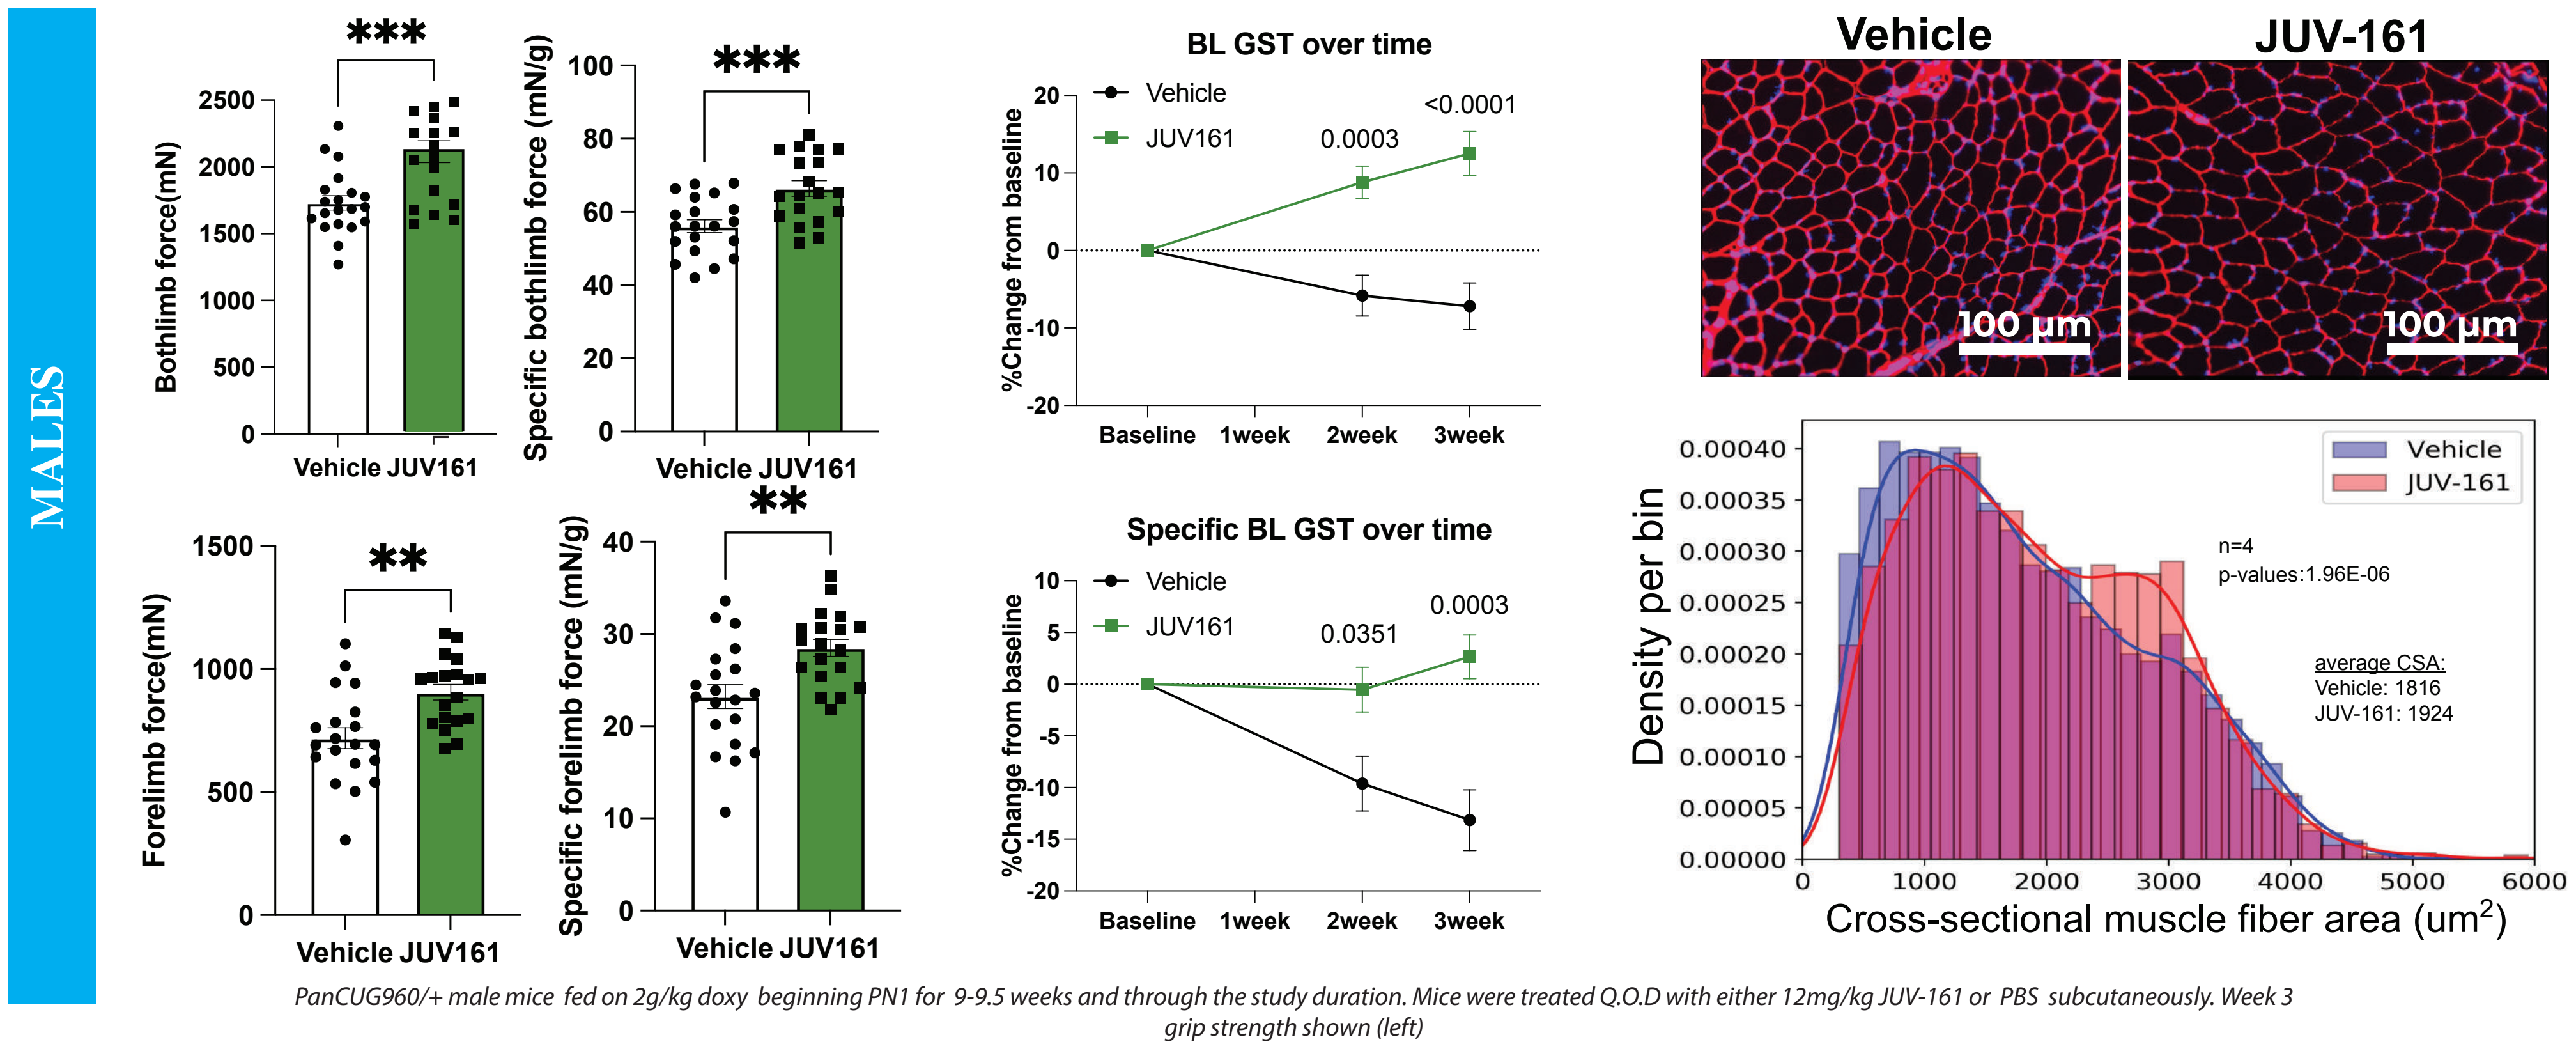 MALES
***
Bothlimb force(mN)
2500
2000
1500
1000
500
0
Vehicle JUV161
***
Specific bothlimb force (mN/g)
100
80
60
40
20
0
Vehicle JUV161
**
Forelimb force(mN)
1500
1000
500
0
Vehicle JUV161
**
Specific forelimb force (mN/g)
40
30
20
10
0
Vehicle JUV161
BL GST over time
Vehicle
JUV161
0.0003
<0.0001
%Change from baseline
20
10
0
-10
-20
Baseline 1week 2week 3week
Specific BL GST over time
Vehicle
JUV161
0.0351
0.0003
%Change from baseline
10
5
0
-5
-10
-15
-20
Baseline 1week 2week 3week
Vehicle
JUV-161
100 µm
100 µm
Density per bin
0.00040
0.00035
0.00030
0.00025
0.00020
0.00015
0.00010
0.00005
0.00000
Vehicle
JUV-161
n=4
p-values:1.96E-06
average CSA:
Vehicle: 1816
JUV-161: 1924
0 1000 2000 3000 4000 5000 6000
Cross-sectional muscle fiber area (um²)
PanCUG960/+ male mice fed on 2g/kg doxy beginning PN1 for 9-9.5 weeks and through the study duration. Mice were treated Q.O.D with either 12mg/kg JUV-161 or PBS subcutaneously. Week 3
grip strength shown (left)